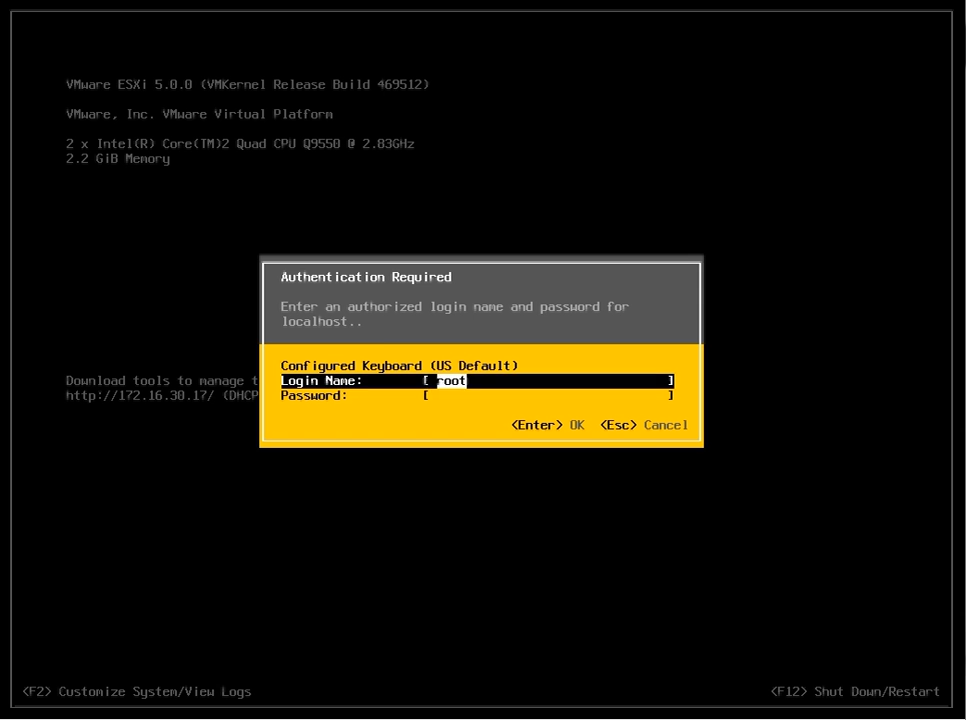 VMware ESXi 5.0.0 (VMKernel Release Build 469512)
VMware, Inc. VMware Virtual Platform
2 x Intel(R) Core(TM)2 Quad CPU Q9550 @ 2.83GHz
2.2 GiB Memory
Authentication Required
Enter an authorized login name and password for
localhost..
Configured Keyboard (US Default)
Download tools to manage t
Login Name: [ root ]
http://172.16.30.17/ (DHCP
Password: [ ]
<Enter> OK <Esc> Cancel
<F2> Customize System/View Logs
<F12> Shut Down/Restart